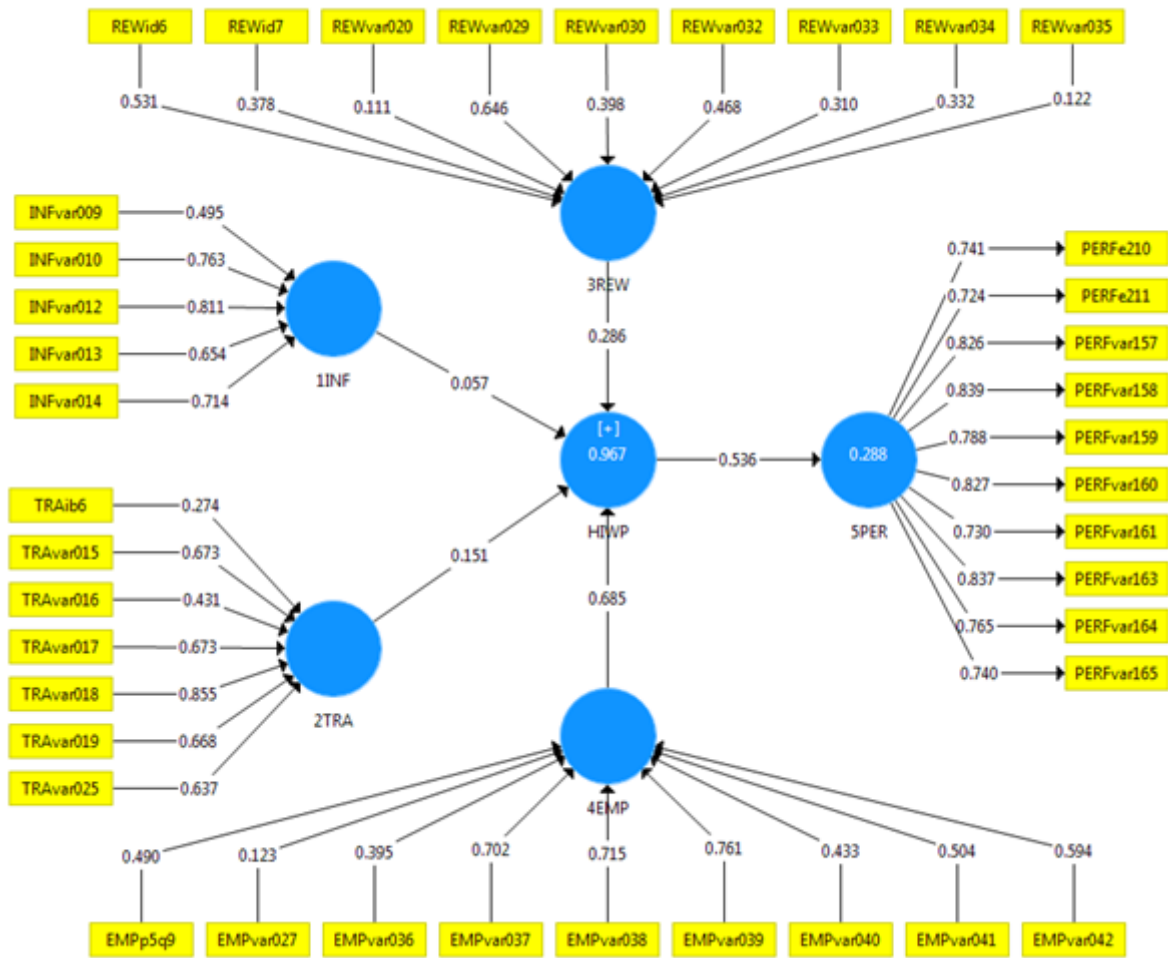 REWid6 REWid7 REWvar020 REWvar029 REWvar030 REWvar032 REWvar033 REWvar034 REWvar035
0.531 0.378 0.111 0.646 0.398 0.468 0.310 0.332 0.122
3REW
0.286
INFvar009 0.495
INFvar010 0.763
INFvar012 0.811
INFvar013 0.654
INFvar014 0.714
1INF
0.057
TRAib6 0.274
TRAvar015 0.673
TRAvar016 0.431
TRAvar017 0.673
TRAvar018 0.855
TRAvar019 0.668
TRAvar025 0.637
2TRA
0.151
[+]
0.967
HIWP
0.536
0.288
5PER
0.741 PERFe210
0.724 PERFe211
0.826 PERFvar157
0.839 PERFvar158
0.788 PERFvar159
0.827 PERFvar160
0.730 PERFvar161
0.837 PERFvar163
0.765 PERFvar164
0.740 PERFvar165
0.685
4EMP
0.490 0.123 0.395 0.702 0.715 0.761 0.433 0.504 0.594
EMPp5q9 EMPvar027 EMPvar036 EMPvar037 EMPvar038 EMPvar039 EMPvar040 EMPvar041 EMPvar042